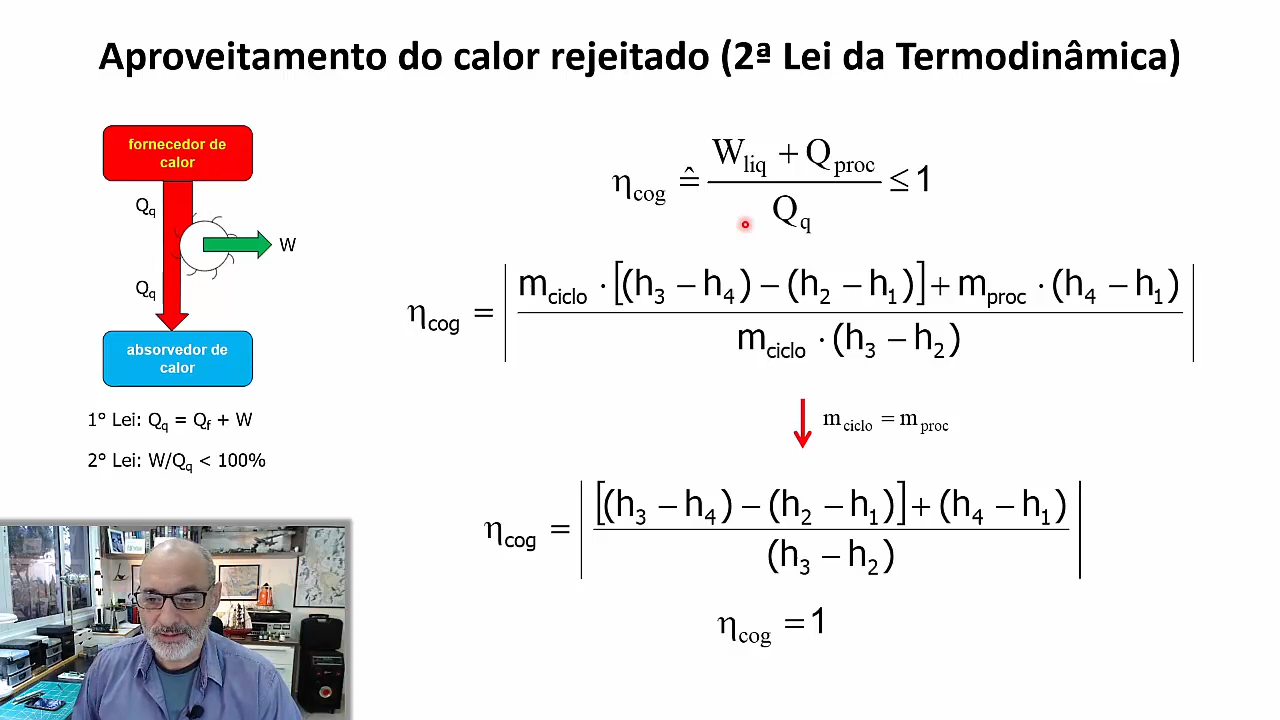 Aproveitamento do calor rejeitado (2ª Lei da Termodinâmica)
fornecedor de
calor
Qq
W
Qq
absorvedor de
calor
1° Lei: Qq = Qf + W
2° Lei: W/Qq < 100%
ηcog ≙ (Wliq + Qproc) / Qq ≤ 1
ηcog = | (mciclo · [(h3 − h4) − (h2 − h1)] + mproc · (h4 − h1)) / (mciclo · (h3 − h2)) |
mciclo = mproc
ηcog = | ([(h3 − h4) − (h2 − h1)] + (h4 − h1)) / (h3 − h2) |
ηcog = 1